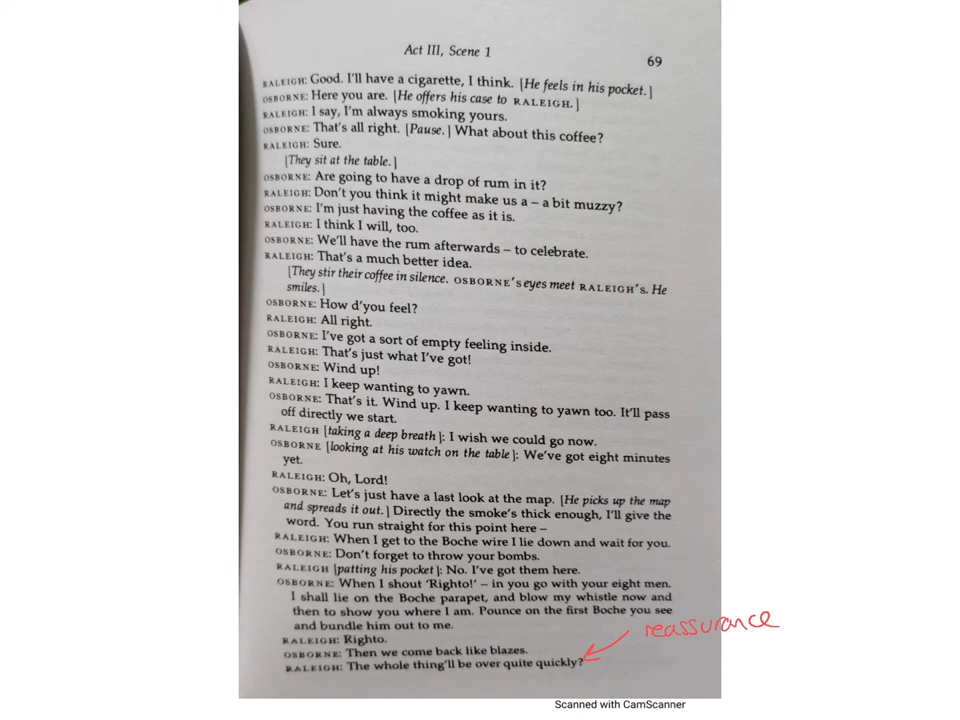 Act III, Scene 1
69
RALEIGH: Good. I'll have a cigarette, I think. [He feels in his pocket.]
OSBORNE: Here you are. [He offers his case to RALEIGH.]
RALEIGH: I say, I'm always smoking yours.
OSBORNE: That's all right. [Pause.] What about this coffee?
RALEIGH: Sure.
[They sit at the table.]
OSBORNE: Are going to have a drop of rum in it?
RALEIGH: Don't you think it might make us a – a bit muzzy?
OSBORNE: I'm just having the coffee as it is.
RALEIGH: I think I will, too.
OSBORNE: We'll have the rum afterwards – to celebrate.
RALEIGH: That's a much better idea.
[They stir their coffee in silence. OSBORNE's eyes meet RALEIGH's. He
smiles.]
OSBORNE: How d'you feel?
RALEIGH: All right.
OSBORNE: I've got a sort of empty feeling inside.
RALEIGH: That's just what I've got!
OSBORNE: Wind up!
RALEIGH: I keep wanting to yawn.
OSBORNE: That's it. Wind up. I keep wanting to yawn too. It'll pass
off directly we start.
RALEIGH [taking a deep breath]: I wish we could go now.
OSBORNE [looking at his watch on the table]: We've got eight minutes
yet.
RALEIGH: Oh, Lord!
OSBORNE: Let's just have a last look at the map. [He picks up the map
and spreads it out.] Directly the smoke's thick enough, I'll give the
word. You run straight for this point here –
RALEIGH: When I get to the Boche wire I lie down and wait for you.
OSBORNE: Don't forget to throw your bombs.
RALEIGH [patting his pocket]: No. I've got them here.
OSBORNE: When I shout 'Righto!' – in you go with your eight men.
I shall lie on the Boche parapet, and blow my whistle now and
then to show you where I am. Pounce on the first Boche you see
and bundle him out to me.
RALEIGH: Righto.
OSBORNE: Then we come back like blazes.
RALEIGH: The whole thing'll be over quite quickly?
reassurance
Scanned with CamScanner